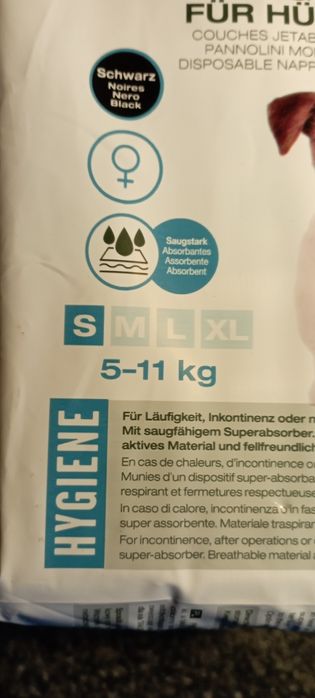 FÜR HÜ
COUCHES JETAB
PANNOLINI MO
DISPOSABLE NAPP
Schwarz
Noires
Nero
Black
Saugstark
Absorbantes
Assorbente
Absorbent
S M L XL
5–11 kg
HYGIENE
Für Läufigkeit, Inkontinenz oder n
Mit saugfähigem Superabsorber.
aktives Material und fellfreundlich
En cas de chaleurs, d'incontinence o
Munies d'un dispositif super-absorba
respirant et fermetures respectueuse
In caso di calore, incontinenza o in fas
super assorbente. Materiale traspirar
For incontinence, after operations or
super-absorber. Breathable material